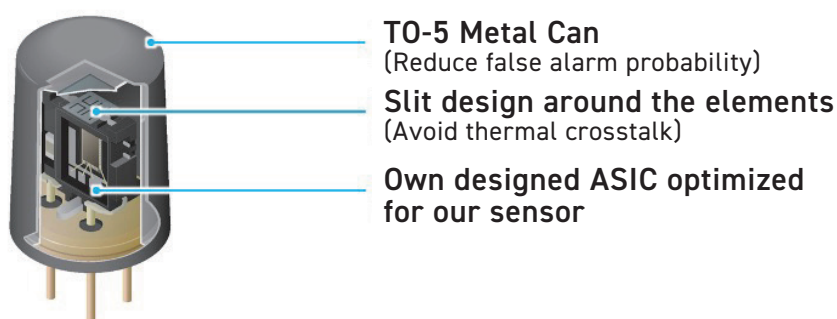 TO-5 Metal Can
(Reduce false alarm probability)
Slit design around the elements
(Avoid thermal crosstalk)
Own designed ASIC optimized
for our sensor